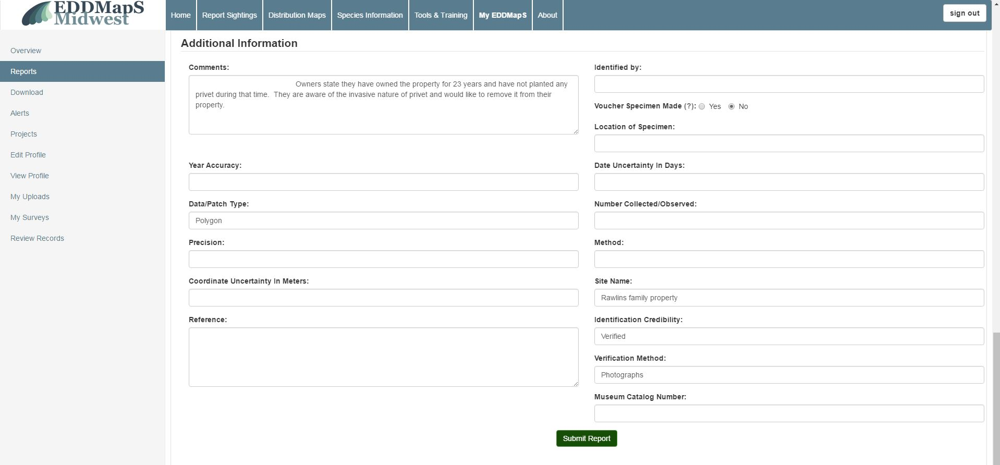 EDDMapS
Midwest
Home
Report Sightings
Distribution Maps
Species Information
Tools & Training
My EDDMapS
About
sign out
Overview
Reports
Download
Alerts
Projects
Edit Profile
View Profile
My Uploads
My Surveys
Review Records
Additional Information
Comments:
Owners state they have owned the property for 23 years and have not planted any
privet during that time.  They are aware of the invasive nature of privet and would like to remove it from their
property.
Identified by:
Voucher Specimen Made (?): Yes No
Location of Specimen:
Year Accuracy:
Date Uncertainty In Days:
Data/Patch Type:
Polygon
Number Collected/Observed:
Precision:
Method:
Coordinate Uncertainty In Meters:
Site Name:
Rawlins family property
Reference:
Identification Credibility:
Verified
Verification Method:
Photographs
Museum Catalog Number:
Submit Report